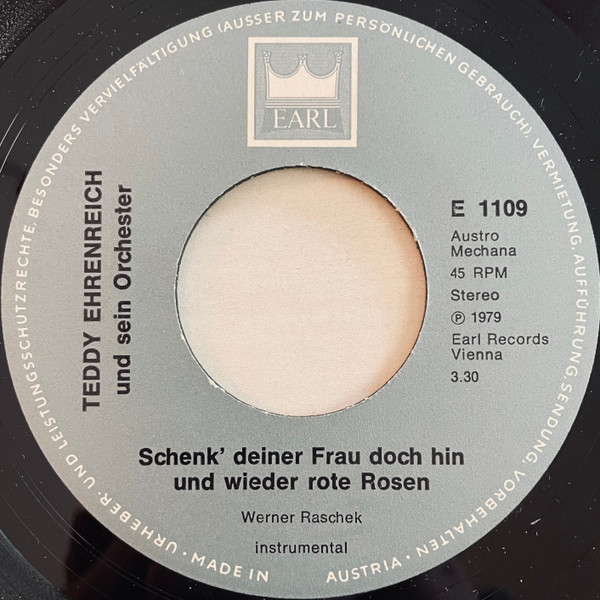 EARL
TEDDY EHRENREICH
und sein Orchester
E 1109
Austro
Mechana
45 RPM
Stereo
℗ 1979
Earl Records
Vienna
3.30
Schenk' deiner Frau doch hin
und wieder rote Rosen
Werner Raschek
instrumental
· URHEBER- UND LEISTUNGSSCHUTZRECHTE, BESONDERS VERVIELFÄLTIGUNG (AUSSER ZUM PERSÖNLICHEN GEBRAUCH), VERMIETUNG, AUFFÜHRUNG, SENDUNG, VORBEHALTEN ·
MADE IN AUSTRIA